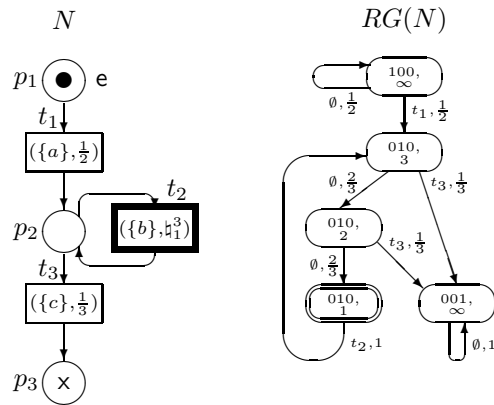 N
p₁ e
t₁
({a},½)
t₂
p₂ ({b},♮³₁)
t₃
({c},⅓)
p₃ x
RG(N)
100,
∞
∅,½
t₁,½
010,
3
∅,⅔ t₃,⅓
010,
2
t₃,⅓
∅,⅔
010,
1
001,
∞
t₂,1 ∅,1